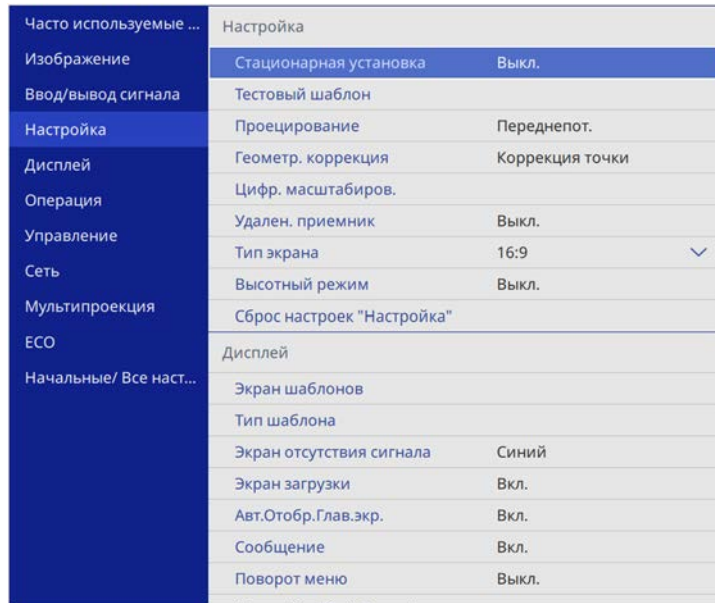 Часто используемые ...
Изображение
Ввод/вывод сигнала
Настройка
Дисплей
Операция
Управление
Сеть
Мультипроекция
ECO
Начальные/ Все наст...
Настройка
Стационарная установка Выкл.
Тестовый шаблон
Проецирование Переднепот.
Геометр. коррекция Коррекция точки
Цифр. масштабиров.
Удален. приемник Выкл.
Тип экрана 16:9
Высотный режим Выкл.
Сброс настроек "Настройка"
Дисплей
Экран шаблонов
Тип шаблона
Экран отсутствия сигнала Синий
Экран загрузки Вкл.
Авт.Отобр.Глав.экр. Вкл.
Сообщение Вкл.
Поворот меню Выкл.